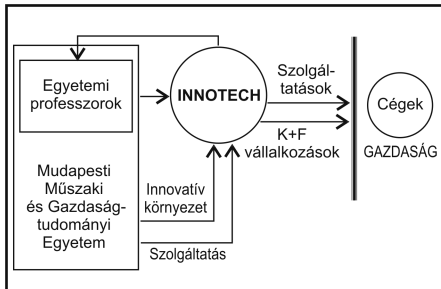 Egyetemi
professzorok
Mudapesti
Műszaki
és Gazdaság-
tudományi
Egyetem
INNOTECH
Innovatív
környezet
Szolgáltatás
Szolgál-
tatások
K+F
vállalkozások
Cégek
GAZDASÁG